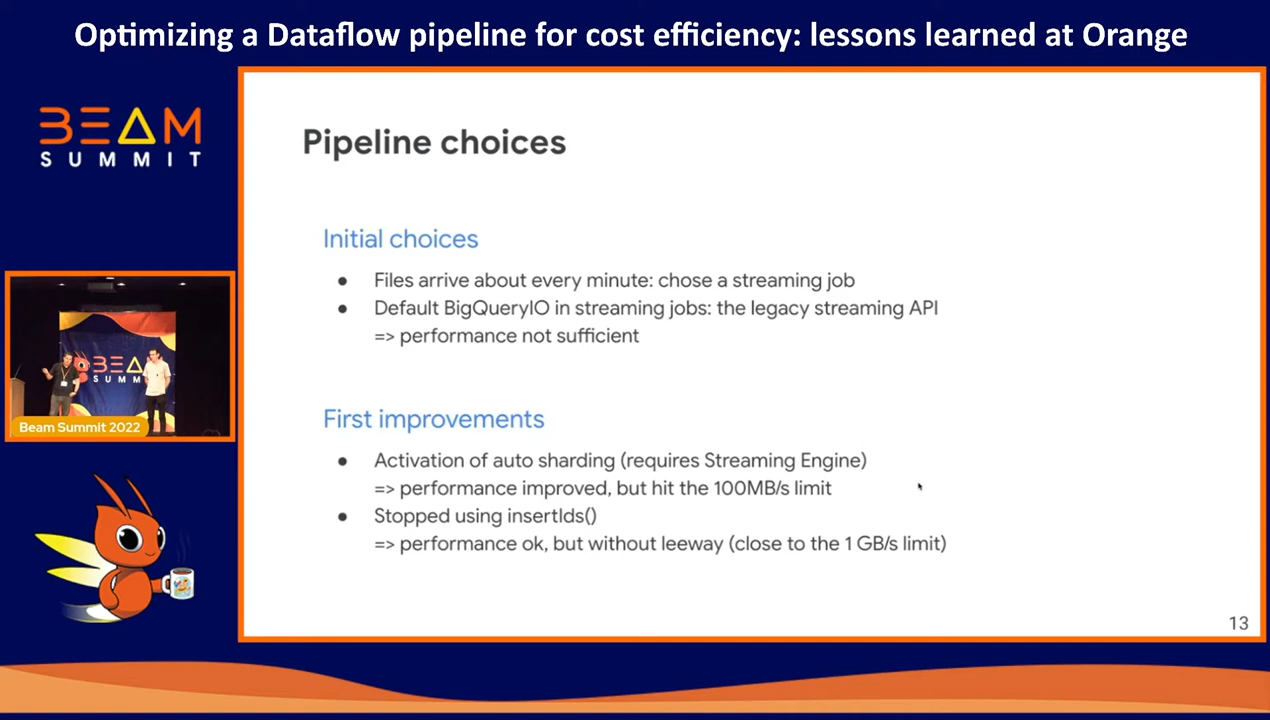 Optimizing a Dataflow pipeline for cost efficiency: lessons learned at Orange
BEAM
SUMMIT
Pipeline choices
Initial choices
● Files arrive about every minute: chose a streaming job
● Default BigQueryIO in streaming jobs: the legacy streaming API
=> performance not sufficient
First improvements
● Activation of auto sharding (requires Streaming Engine)
=> performance improved, but hit the 100MB/s limit
● Stopped using insertIds()
=> performance ok, but without leeway (close to the 1 GB/s limit)
13
BEA
SUMM
Beam Summit 2022